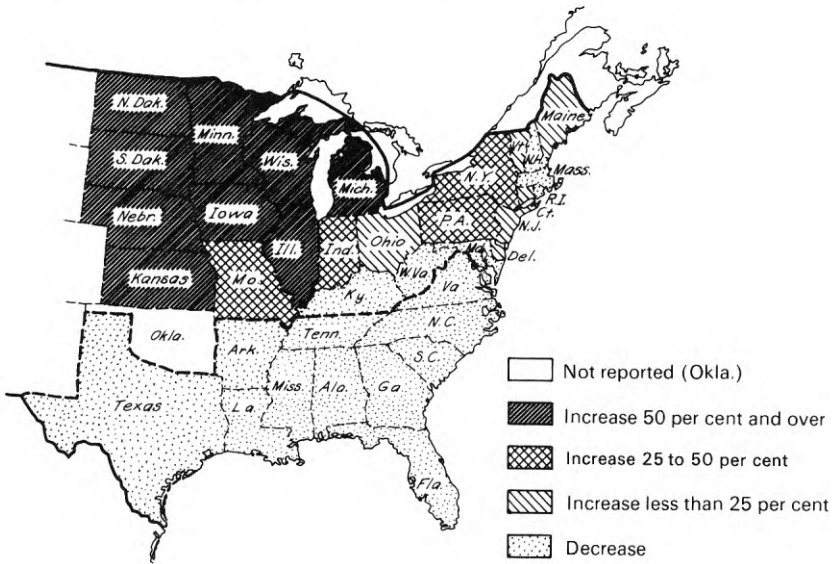 N. Dak.
Minn.
S. Dak.
Wis.
Mich.
Nebr.
Iowa
Ill.
Ind.
Ohio
Kansas
Mo.
Maine
Vt.
N.H.
Mass.
N.Y.
R.I.
Ct.
PA.
N.J.
Md.
Del.
W.Va
Va
Ky.
Okla.
Ark.
Tenn.
N.C.
S.C.
Texas
La.
Miss.
Ala.
Ga.
Fla.
Not reported (Okla.)
Increase 50 per cent and over
Increase 25 to 50 per cent
Increase less than 25 per cent
Decrease